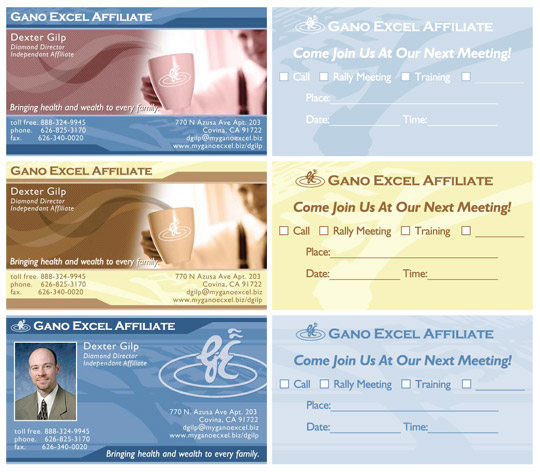 GANO EXCEL AFFILIATE
Dexter Gilp
Diamond Director
Independant Affiliate
Bringing health and wealth to every family.
toll free. 888-324-9945
phone. 626-825-3170
fax. 626-340-0020
770 N Azusa Ave Apt. 203
Covina, CA 91722
dgilp@myganoexcel.biz
www.myganoecxel.biz/dgilp
GANO EXCEL AFFILIATE
Come Join Us At Our Next Meeting!
Call Rally Meeting Training
Place:
Date: Time:
GANO EXCEL AFFILIATE
Dexter Gilp
Diamond Director
Independant Affiliate
Bringing health and wealth to every family.
toll free. 888-324-9945
phone. 626-825-3170
fax. 626-340-0020
770 N Azusa Ave Apt. 203
Covina, CA 91722
dgilp@myganoexcel.biz
www.myganoecxel.biz/dgilp
GANO EXCEL AFFILIATE
Come Join Us At Our Next Meeting!
Call Rally Meeting Training
Place:
Date: Time:
GANO EXCEL AFFILIATE
Dexter Gilp
Diamond Director
Independant Affiliate
toll free. 888-324-9945
phone. 626-825-3170
fax. 626-340-0020
770 N. Azusa Ave Apt. 203
Covina, CA 91722
dgilp@myganoexcel.biz
www.myganoexcel.biz/dgilp
Bringing health and wealth to every family.
GANO EXCEL AFFILIATE
Come Join Us At Our Next Meeting!
Call Rally Meeting Training
Place:
Date: Time: